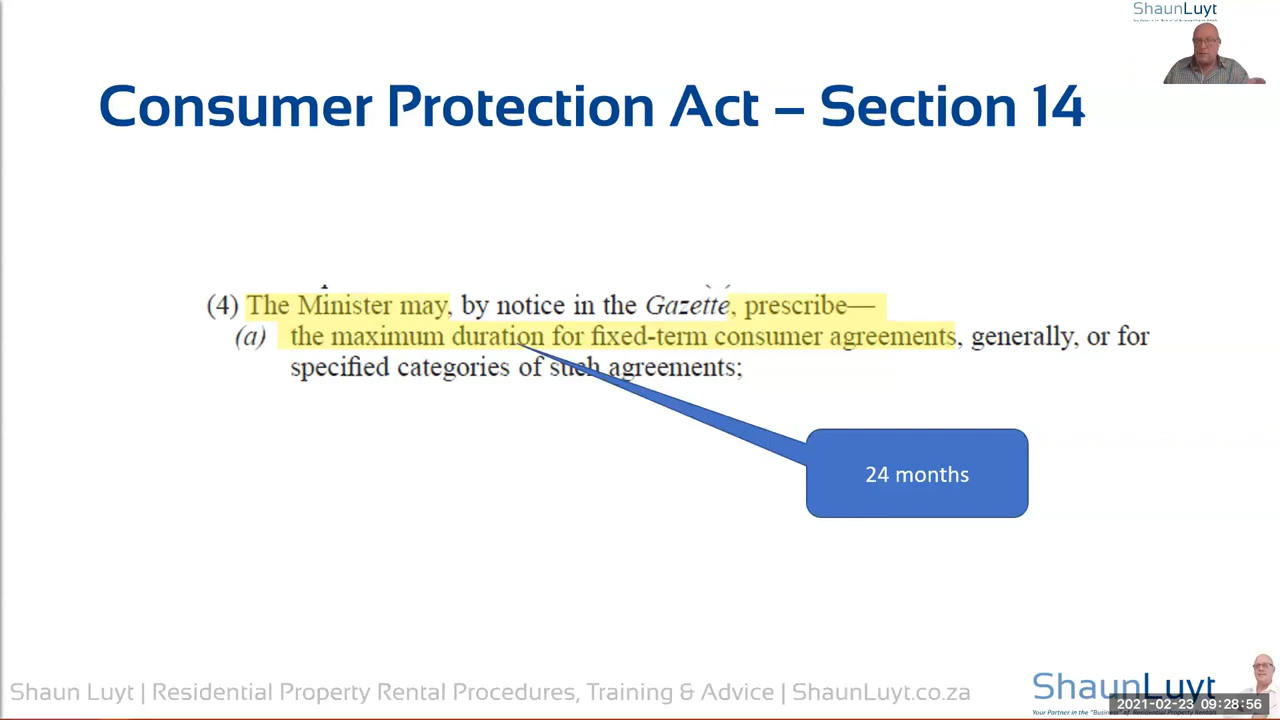 ShaunLuyt
Consumer Protection Act – Section 14
(4) The Minister may, by notice in the Gazette, prescribe—
(a) the maximum duration for fixed-term consumer agreements, generally, or for
specified categories of such agreements;
24 months
Shaun Luyt | Residential Property Rental Procedures, Training & Advice | ShaunLuyt.co.za
ShaunLuyt
Your Partner in the "Business" of Residential Property Rentals
2021-02-23 09:28:56